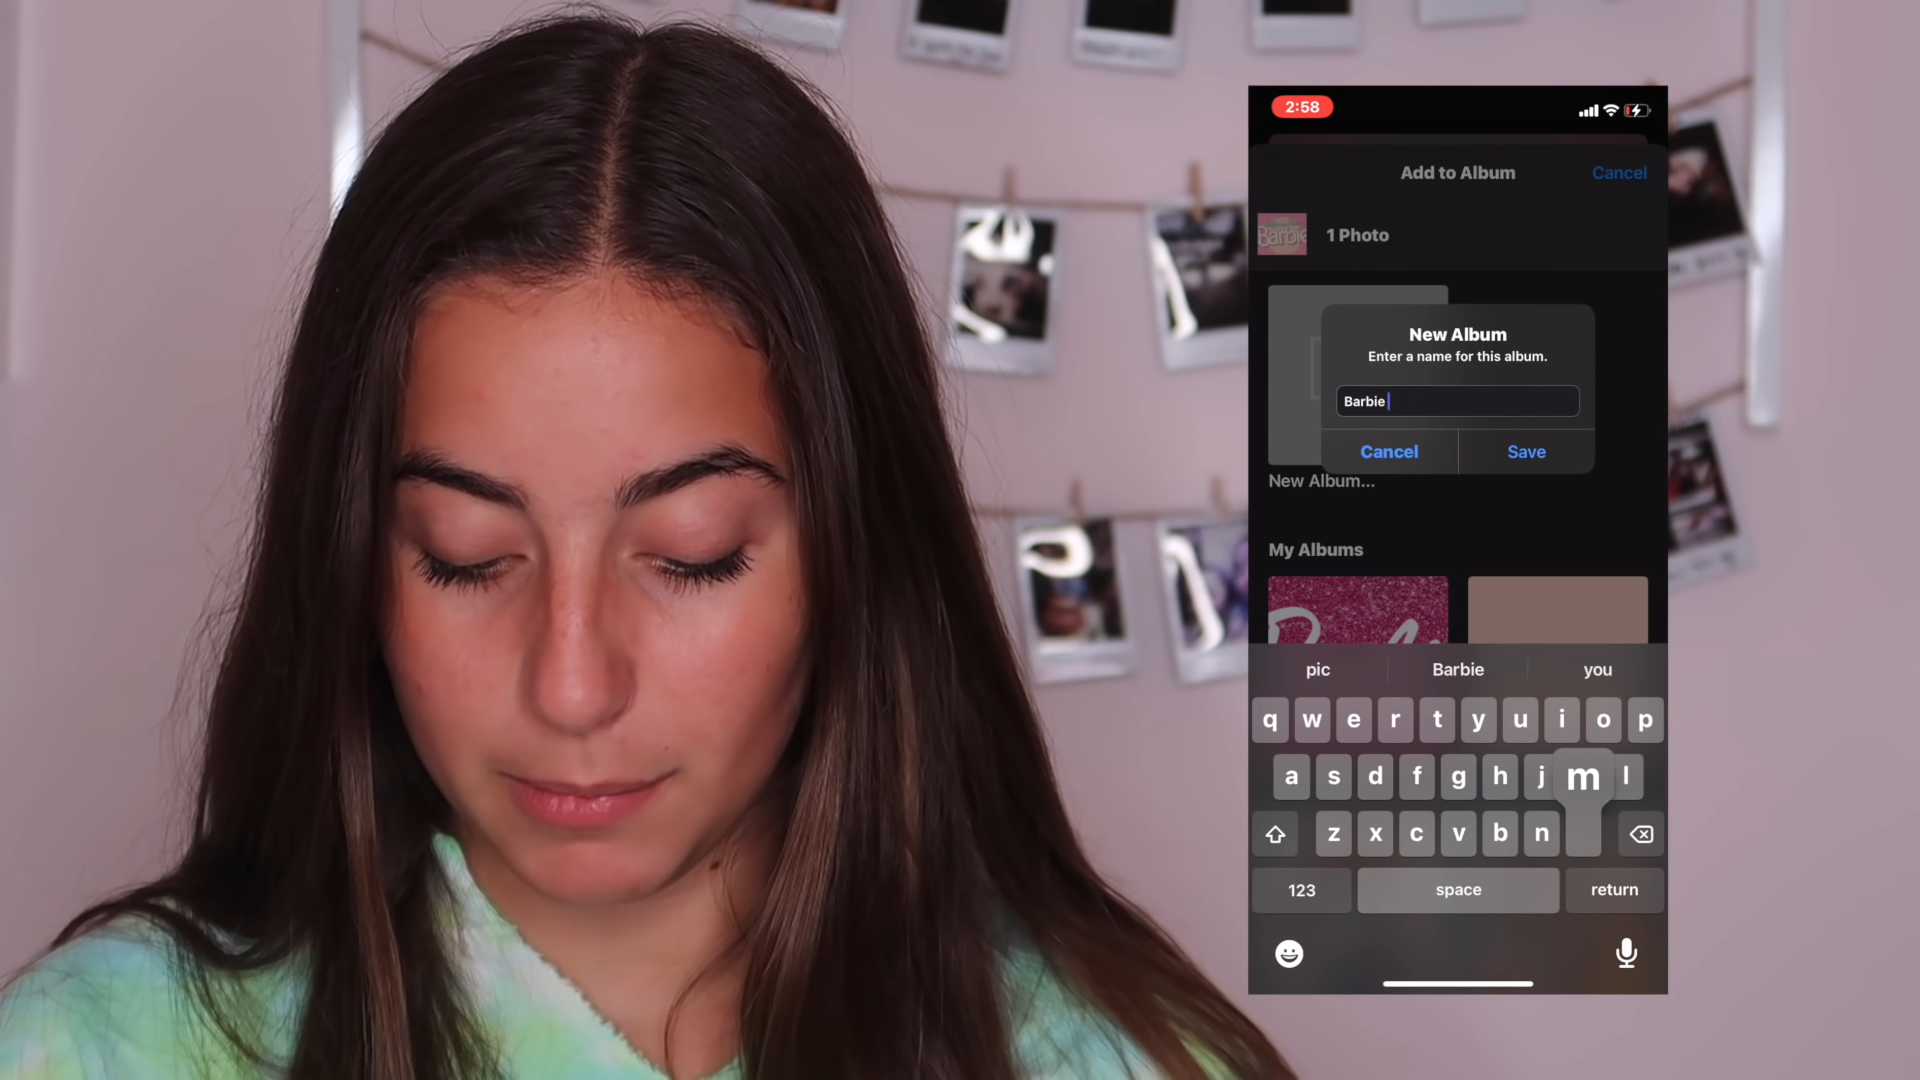 2:58
Add to Album
Cancel
Barbie
1 Photo
New Album
Enter a name for this album.
Barbie
Cancel
Save
New Album...
My Albums
pic
Barbie
you
q w e r t y u i o p
a s d f g h j m l
z x c v b n
123
space
return